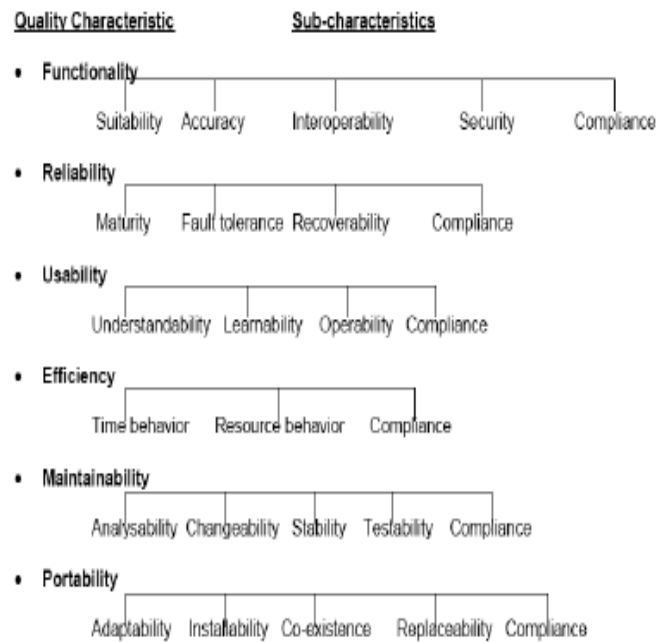 Quality Characteristic Sub-characteristics
• Functionality
Suitability Accuracy Interoperability Security Compliance
• Reliability
Maturity Fault tolerance Recoverability Compliance
• Usability
Understandability Learnability Operability Compliance
• Efficiency
Time behavior Resource behavior Compliance
• Maintainability
Analysability Changeability Stability Testability Compliance
• Portability
Adaptability Installability Co-existence Replaceability Compliance